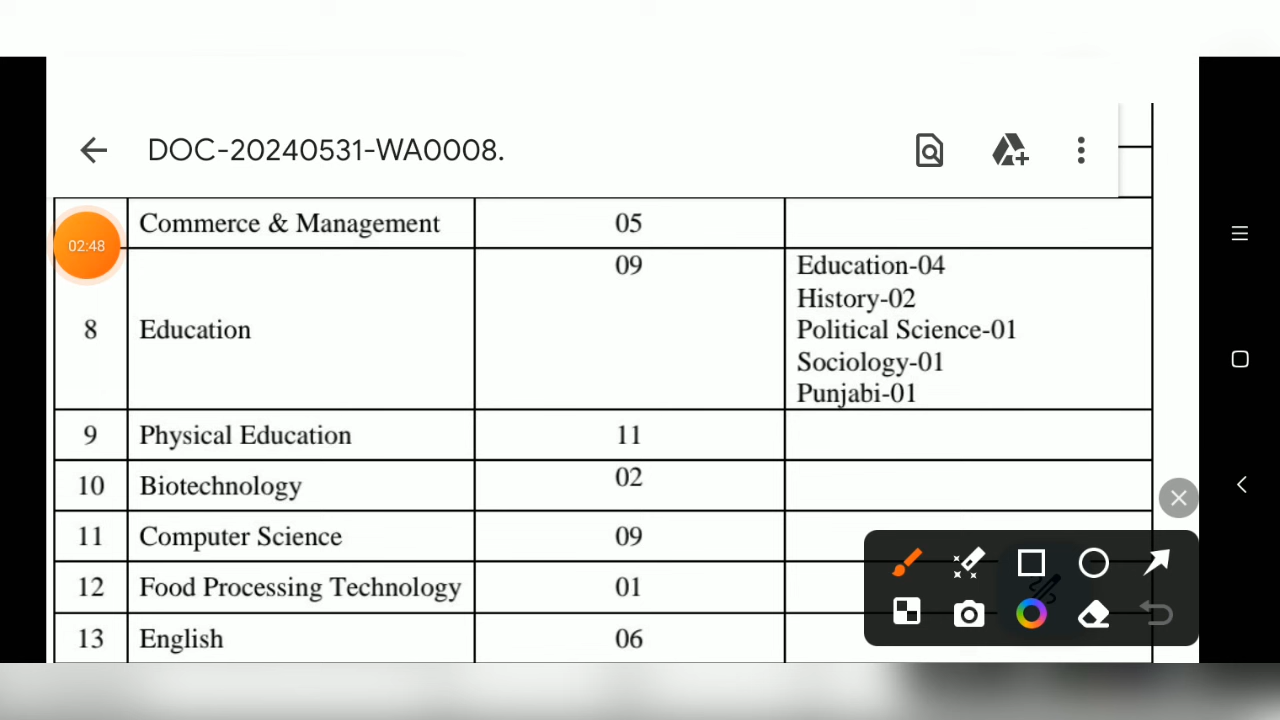 DOC-20240531-WA0008.
Commerce & Management 05
02:48
8 Education 09 Education-04
History-02
Political Science-01
Sociology-01
Punjabi-01
9 Physical Education 11
10 Biotechnology 02
11 Computer Science 09
12 Food Processing Technology 01
13 English 06